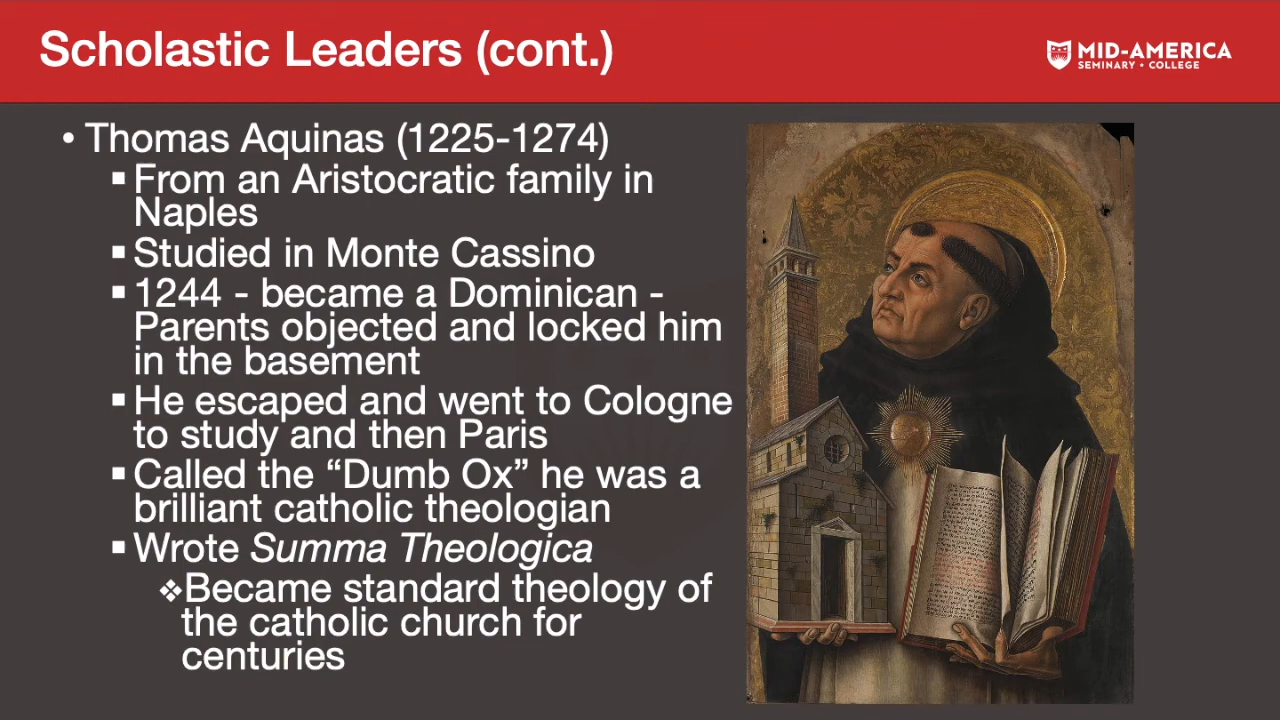 Scholastic Leaders (cont.)
MID-AMERICA
SEMINARY • COLLEGE
• Thomas Aquinas (1225-1274)
▪ From an Aristocratic family in
Naples
▪ Studied in Monte Cassino
▪ 1244 - became a Dominican -
Parents objected and locked him
in the basement
▪ He escaped and went to Cologne
to study and then Paris
▪ Called the “Dumb Ox” he was a
brilliant catholic theologian
▪ Wrote Summa Theologica
❖Became standard theology of
the catholic church for
centuries